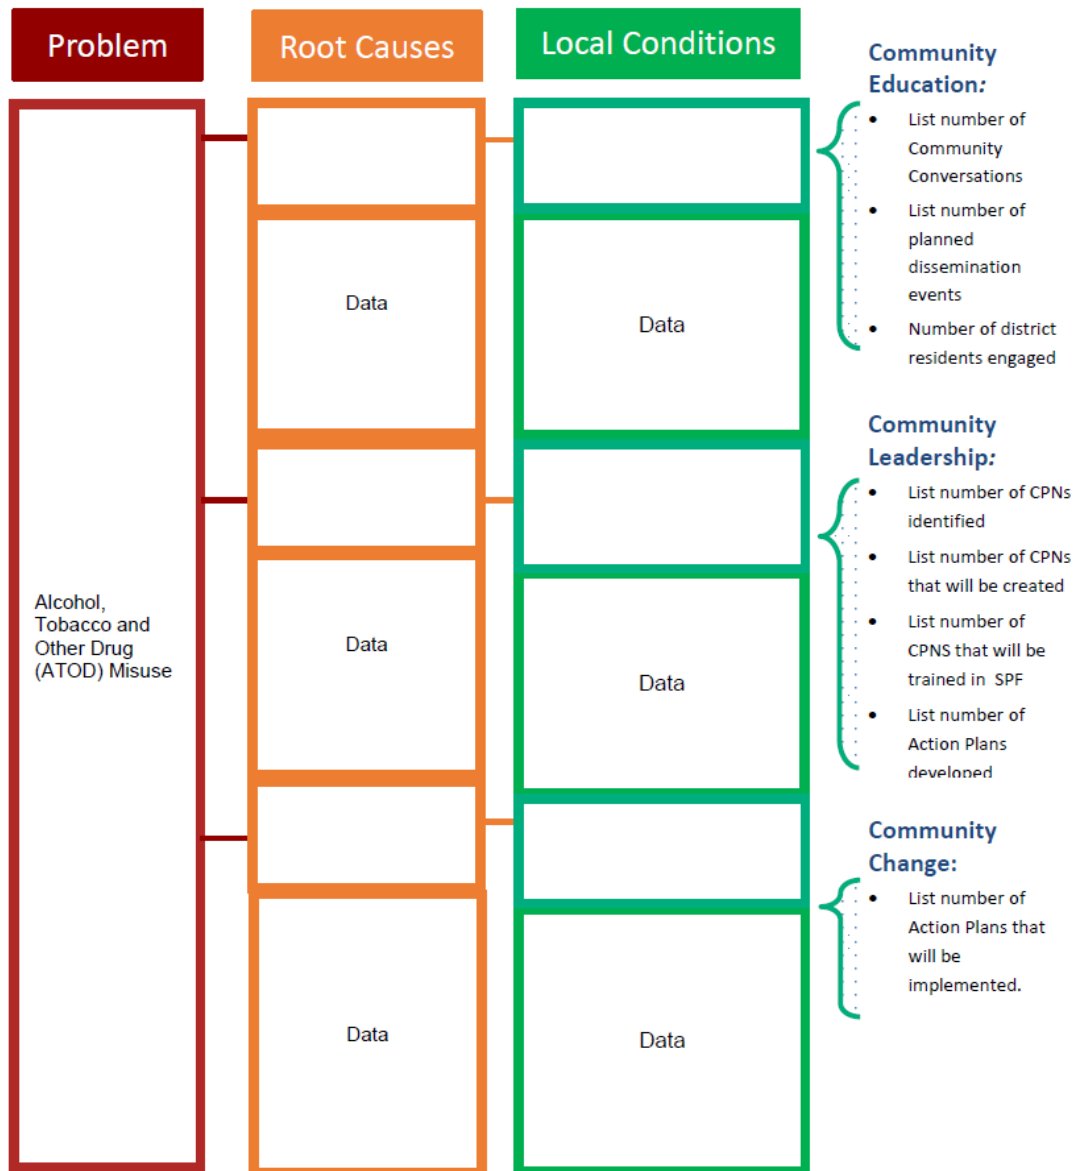 Problem
Root Causes
Local Conditions
Alcohol,
Tobacco and
Other Drug
(ATOD) Misuse
Data
Data
Data
Data
Data
Data
Community
Education:
• List number of
Community
Conversations
• List number of
planned
dissemination
events
• Number of district
residents engaged
Community
Leadership:
• List number of CPNs
identified
• List number of CPNs
that will be created
• List number of
CPNS that will be
trained in SPF
• List number of
Action Plans
developed
Community
Change:
• List number of
Action Plans that
will be
implemented.